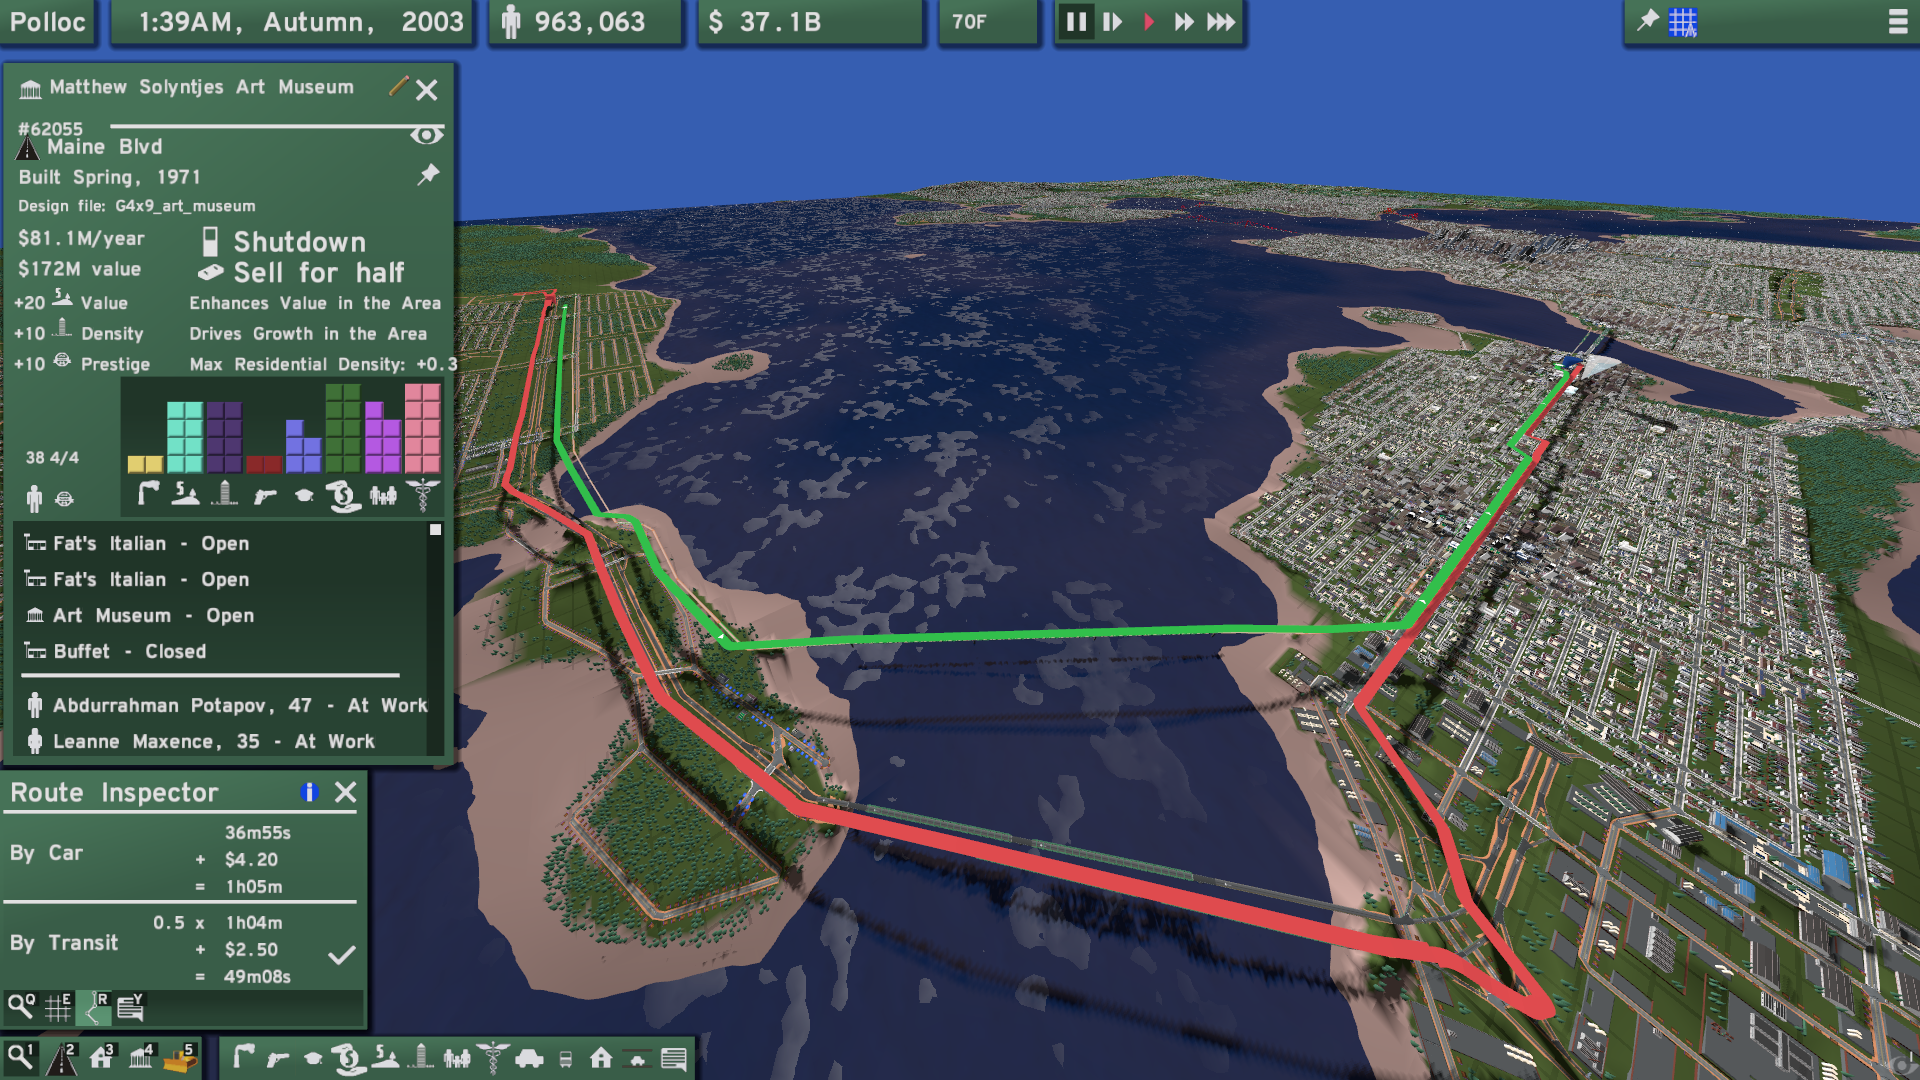 Polloc
1:39AM, Autumn, 2003
963,063
$ 37.1B
70F
Matthew Solyntjes Art Museum
#62055
Maine Blvd
Built Spring, 1971
Design file: G4x9_art_museum
$81.1M/year
Shutdown
$172M value
Sell for half
+20 Value Enhances Value in the Area
+10 Density Drives Growth in the Area
+10 Prestige Max Residential Density: +0.3
38 4/4
Fat's Italian - Open
Fat's Italian - Open
Art Museum - Open
Buffet - Closed
Abdurrahman Potapov, 47 - At Work
Leanne Maxence, 35 - At Work
Route Inspector
i
By Car
36m55s
+ $4.20
= 1h05m
By Transit
0.5 x 1h04m
+ $2.50
= 49m08s
Q E R Y
1 2 3 4 5